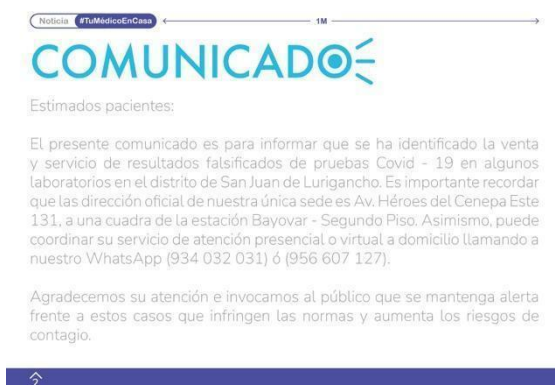 Noticia #TuMédicoEnCasa 1M
COMUNICADO
Estimados pacientes:
El presente comunicado es para informar que se ha identificado la venta
y servicio de resultados falsificados de pruebas Covid - 19 en algunos
laboratorios en el distrito de San Juan de Lurigancho. Es importante recordar
que las dirección oficial de nuestra única sede es Av. Héroes del Cenepa Este
131, a una cuadra de la estación Bayovar - Segundo Piso. Asimismo, puede
coordinar su servicio de atención presencial o virtual a domicilio llamando a
nuestro WhatsApp (934 032 031) ó (956 607 127).
Agradecemos su atención e invocamos al público que se mantenga alerta
frente a estos casos que infringen las normas y aumenta los riesgos de
contagio.